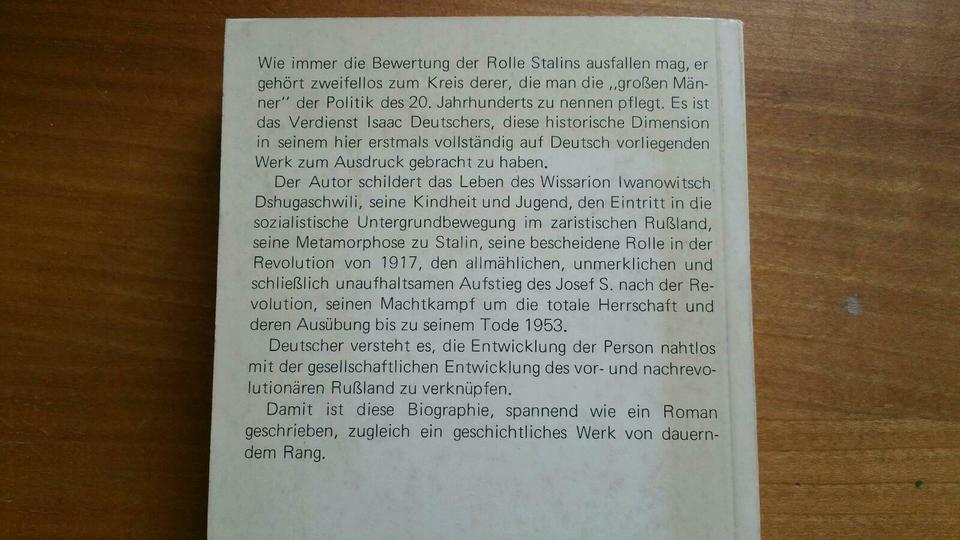 Wie immer die Bewertung der Rolle Stalins ausfallen mag, er
gehört zweifellos zum Kreis derer, die man die „großen Män-
ner" der Politik des 20. Jahrhunderts zu nennen pflegt. Es ist
das Verdienst Isaac Deutschers, diese historische Dimension
in seinem hier erstmals vollständig auf Deutsch vorliegenden
Werk zum Ausdruck gebracht zu haben.
Der Autor schildert das Leben des Wissarion Iwanowitsch
Dshugaschwili, seine Kindheit und Jugend, den Eintritt in die
sozialistische Untergrundbewegung im zaristischen Rußland,
seine Metamorphose zu Stalin, seine bescheidene Rolle in der
Revolution von 1917, den allmählichen, unmerklichen und
schließlich unaufhaltsamen Aufstieg des Josef S. nach der Re-
volution, seinen Machtkampf um die totale Herrschaft und
deren Ausübung bis zu seinem Tode 1953.
Deutscher versteht es, die Entwicklung der Person nahtlos
mit der gesellschaftlichen Entwicklung des vor- und nachrevo-
lutionären Rußland zu verknüpfen.
Damit ist diese Biographie, spannend wie ein Roman
geschrieben, zugleich ein geschichtliches Werk von dauern-
dem Rang.